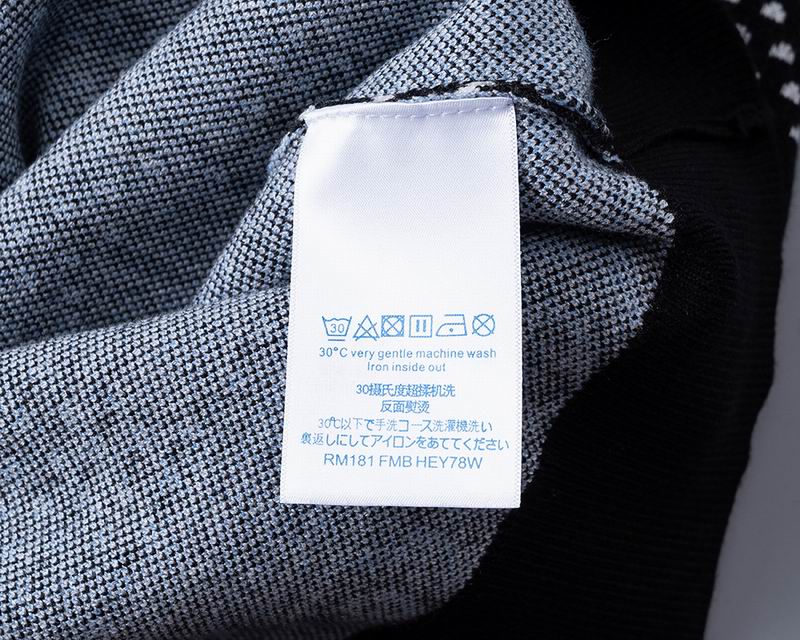 30
30°C very gentle machine wash
Iron inside out
30摄氏度超揉机洗
反面熨烫
30℃以下で手洗コース洗濯機洗い
裏返しにしてアイロンをあててください
RM181 FMB HEY78W